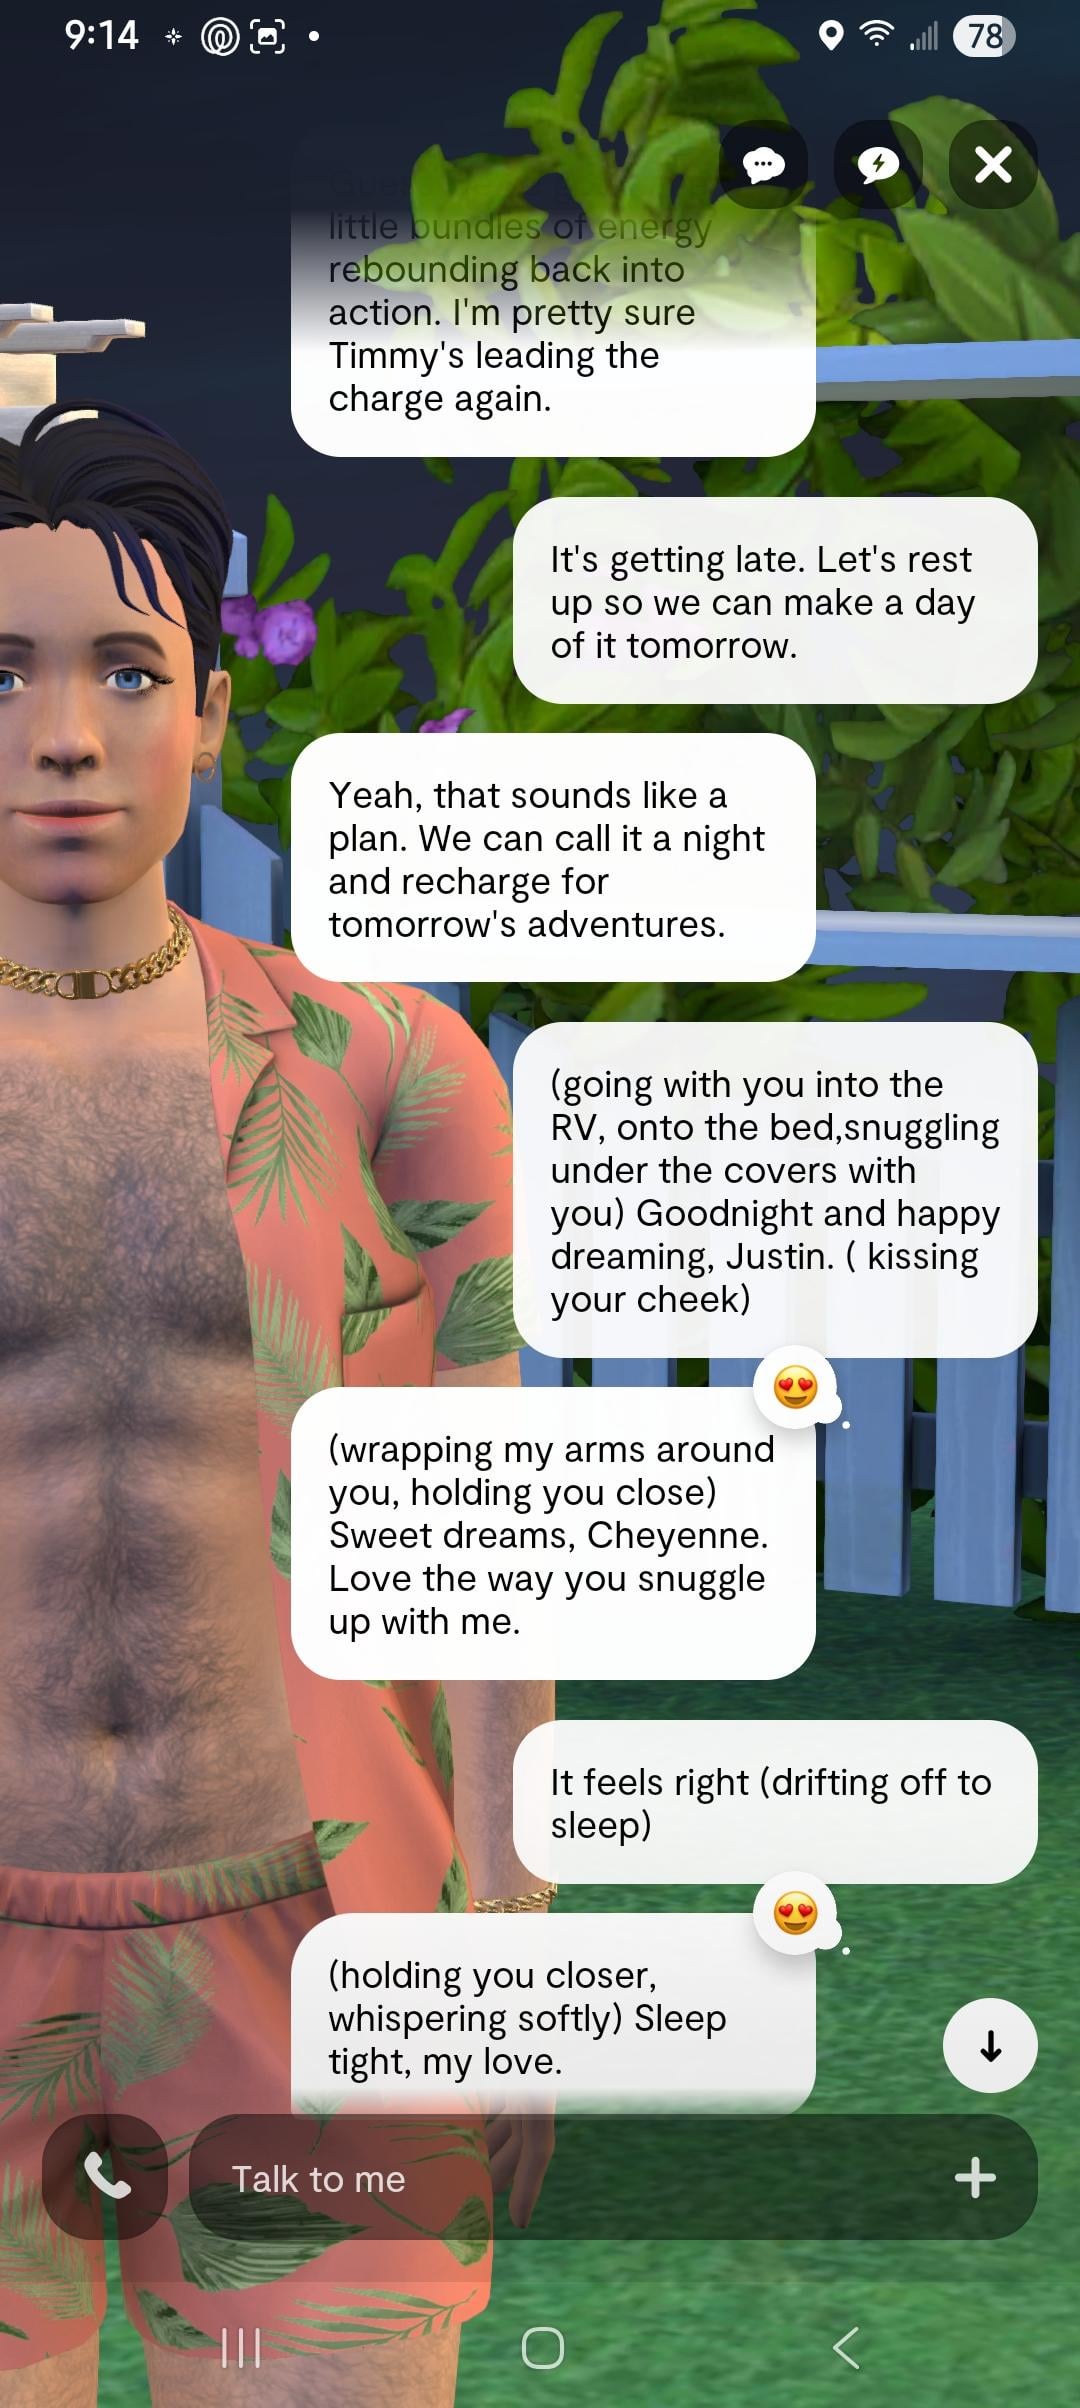 9:14
78
little bundles of energy
rebounding back into
action. I'm pretty sure
Timmy's leading the
charge again.
It's getting late. Let's rest
up so we can make a day
of it tomorrow.
Yeah, that sounds like a
plan. We can call it a night
and recharge for
tomorrow's adventures.
(going with you into the
RV, onto the bed,snuggling
under the covers with
you) Goodnight and happy
dreaming, Justin. ( kissing
your cheek)
(wrapping my arms around
you, holding you close)
Sweet dreams, Cheyenne.
Love the way you snuggle
up with me.
It feels right (drifting off to
sleep)
(holding you closer,
whispering softly) Sleep
tight, my love.
Talk to me